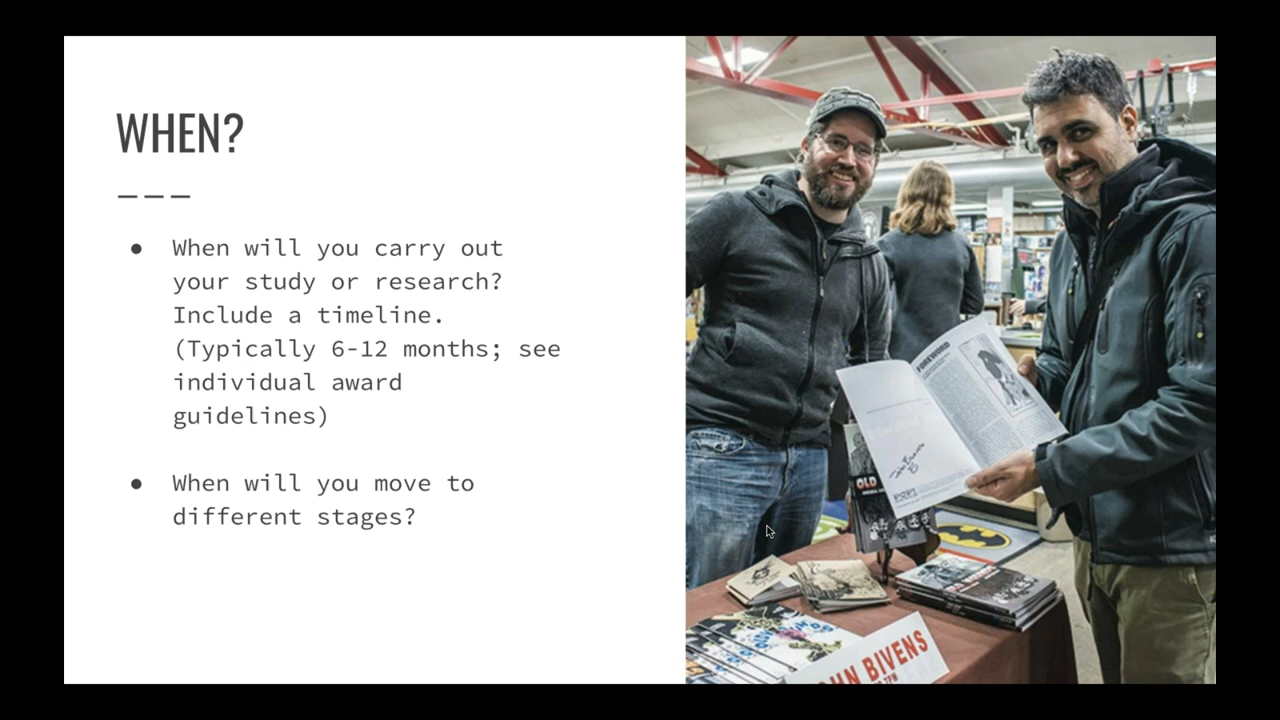 WHEN?
● When will you carry out
your study or research?
Include a timeline.
(Typically 6-12 months; see
individual award
guidelines)
● When will you move to
different stages?
FOREWORD
OLD
HN BIVENS